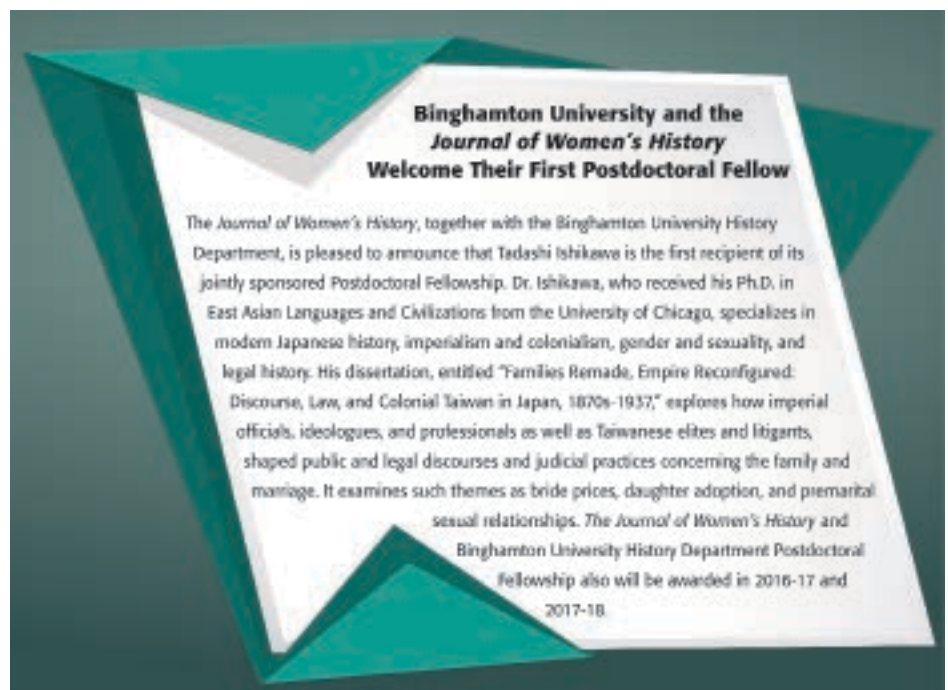 Binghamton University and the
Journal of Women's History
Welcome Their First Postdoctoral Fellow
The Journal of Women's History, together with the Binghamton University History
Department, is pleased to announce that Tadashi Ishikawa is the first recipient of its
jointly sponsored Postdoctoral Fellowship. Dr. Ishikawa, who received his Ph.D. in
East Asian Languages and Civilizations from the University of Chicago, specializes in
modern Japanese history, imperialism and colonialism, gender and sexuality, and
legal history. His dissertation, entitled "Families Remade, Empire Reconfigured:
Discourse, Law, and Colonial Taiwan in Japan, 1870s-1937," explores how imperial
officials, ideologues, and professionals as well as Taiwanese elites and litigants,
shaped public and legal discourses and judicial practices concerning the family and
marriage. It examines such themes as bride prices, daughter adoption, and premarital
sexual relationships. The Journal of Women's History and
Binghamton University History Department Postdoctoral
Fellowship also will be awarded in 2016-17 and
2017-18.